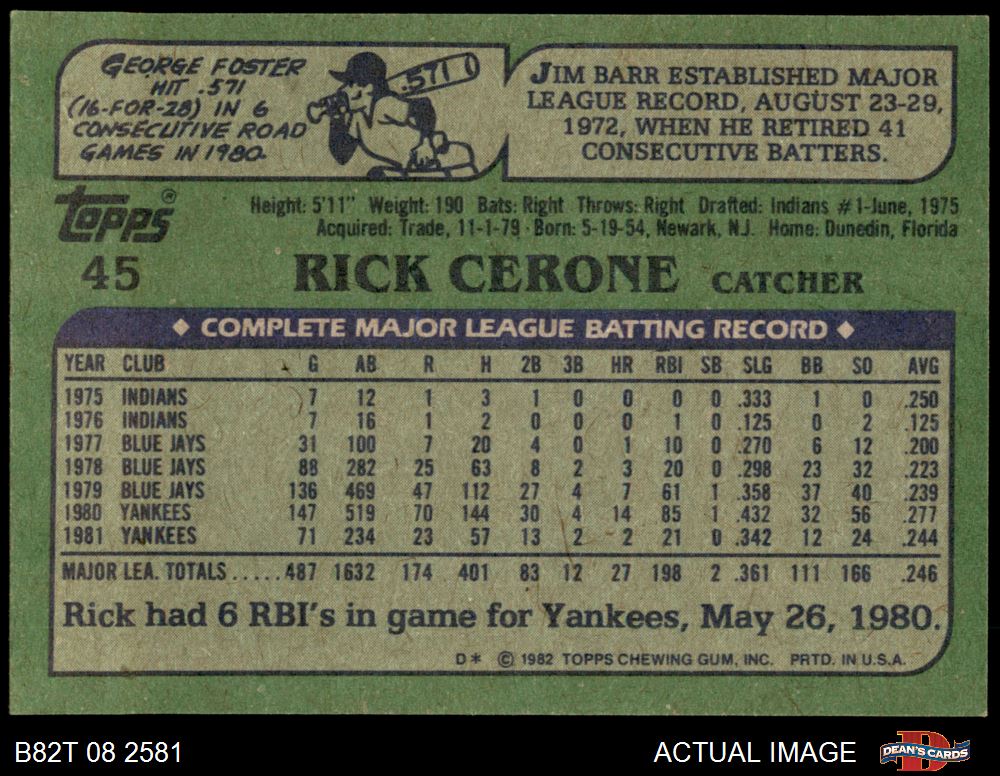 GEORGE FOSTER
HIT .571
(16-FOR-28) IN 6
CONSECUTIVE ROAD
GAMES IN 1980.
.571
JIM BARR ESTABLISHED MAJOR
LEAGUE RECORD, AUGUST 23-29,
1972, WHEN HE RETIRED 41
CONSECUTIVE BATTERS.
Topps®
Height: 5'11" Weight: 190 Bats: Right Throws: Right Drafted: Indians #1-June, 1975
Acquired: Trade, 11-1-79 - Born: 5-19-54, Newark, N.J. Home: Dunedin, Florida
45 RICK CERONE CATCHER
♦ COMPLETE MAJOR LEAGUE BATTING RECORD ♦
YEAR CLUB G AB R H 2B 3B HR RBI SB SLG BB SO AVG
1975 INDIANS 7 12 1 3 1 0 0 0 0 .333 1 0 .250
1976 INDIANS 7 16 1 2 0 0 0 1 0 .125 0 2 .125
1977 BLUE JAYS 31 100 7 20 4 0 1 10 0 .270 6 12 .200
1978 BLUE JAYS 88 282 25 63 8 2 3 20 0 .298 23 32 .223
1979 BLUE JAYS 136 469 47 112 27 4 7 61 1 .358 37 40 .239
1980 YANKEES 147 519 70 144 30 4 14 85 1 .432 32 56 .277
1981 YANKEES 71 234 23 57 13 2 2 21 0 .342 12 24 .244
MAJOR LEA. TOTALS.....487 1632 174 401 83 12 27 198 2 .361 111 166 .246
Rick had 6 RBI's in game for Yankees, May 26, 1980.
D* © 1982 TOPPS CHEWING GUM, INC. PRTD. IN U.S.A.
B82T 08 2581 ACTUAL IMAGE DEAN'S CARDS